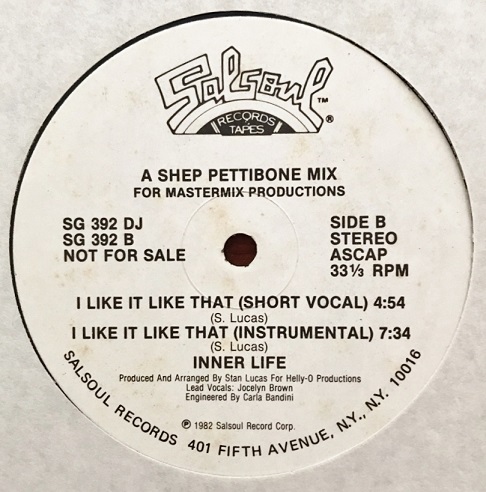 Salsoul ™
RECORDS & TAPES ®
A SHEP PETTIBONE MIX
FOR MASTERMIX PRODUCTIONS
SG 392 DJ
SG 392 B
NOT FOR SALE
SIDE B
STEREO
ASCAP
33⅓ RPM
I LIKE IT LIKE THAT (SHORT VOCAL) 4:54
(S. Lucas)
I LIKE IT LIKE THAT (INSTRUMENTAL) 7:34
(S. Lucas)
INNER LIFE
Produced And Arranged By Stan Lucas For Helly-O Productions
Lead Vocals: Jocelyn Brown
Engineered By Carla Bandini
℗ 1982 Salsoul Record Corp.
SALSOUL RECORDS 401 FIFTH AVENUE, N.Y., N.Y. 10016